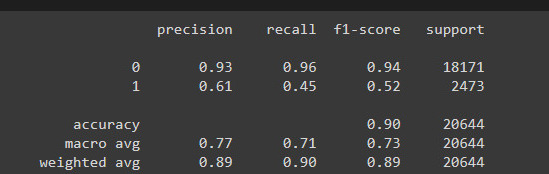 precision recall f1-score support
0 0.93 0.96 0.94 18171
1 0.61 0.45 0.52 2473
accuracy 0.90 20644
macro avg 0.77 0.71 0.73 20644
weighted avg 0.89 0.90 0.89 20644